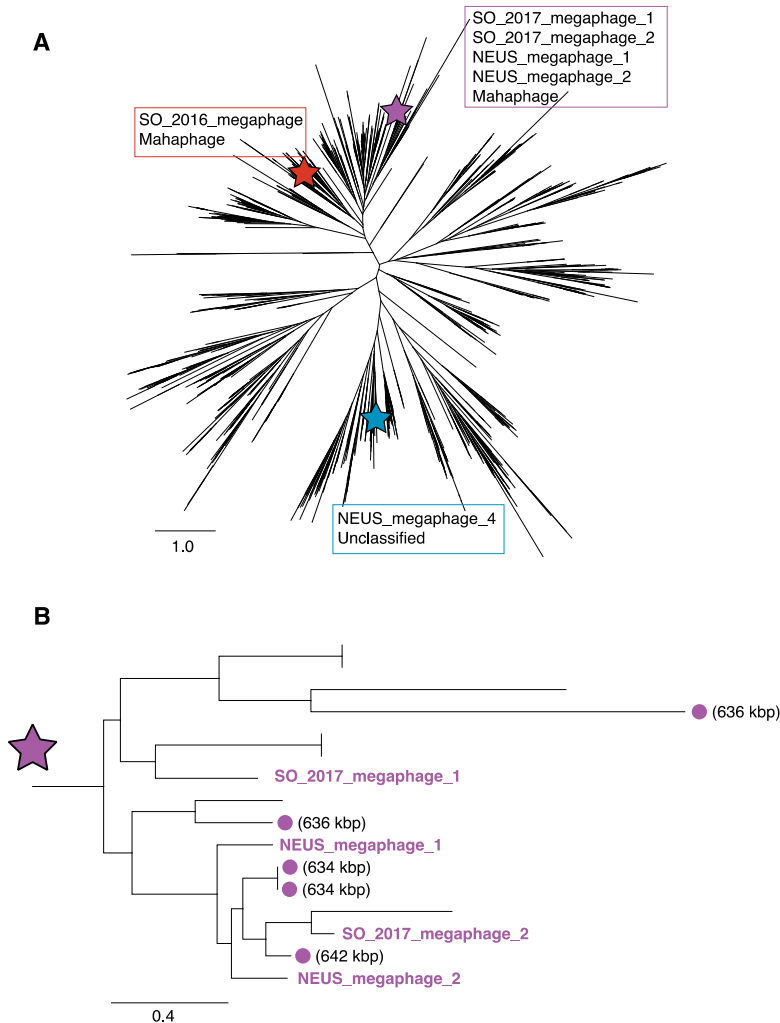 A
SO_2017_megaphage_1
SO_2017_megaphage_2
NEUS_megaphage_1
NEUS_megaphage_2
Mahaphage
SO_2016_megaphage
Mahaphage
NEUS_megaphage_4
Unclassified
1.0
B
(636 kbp)
SO_2017_megaphage_1
(636 kbp)
NEUS_megaphage_1
(634 kbp)
(634 kbp)
SO_2017_megaphage_2
(642 kbp)
NEUS_megaphage_2
0.4